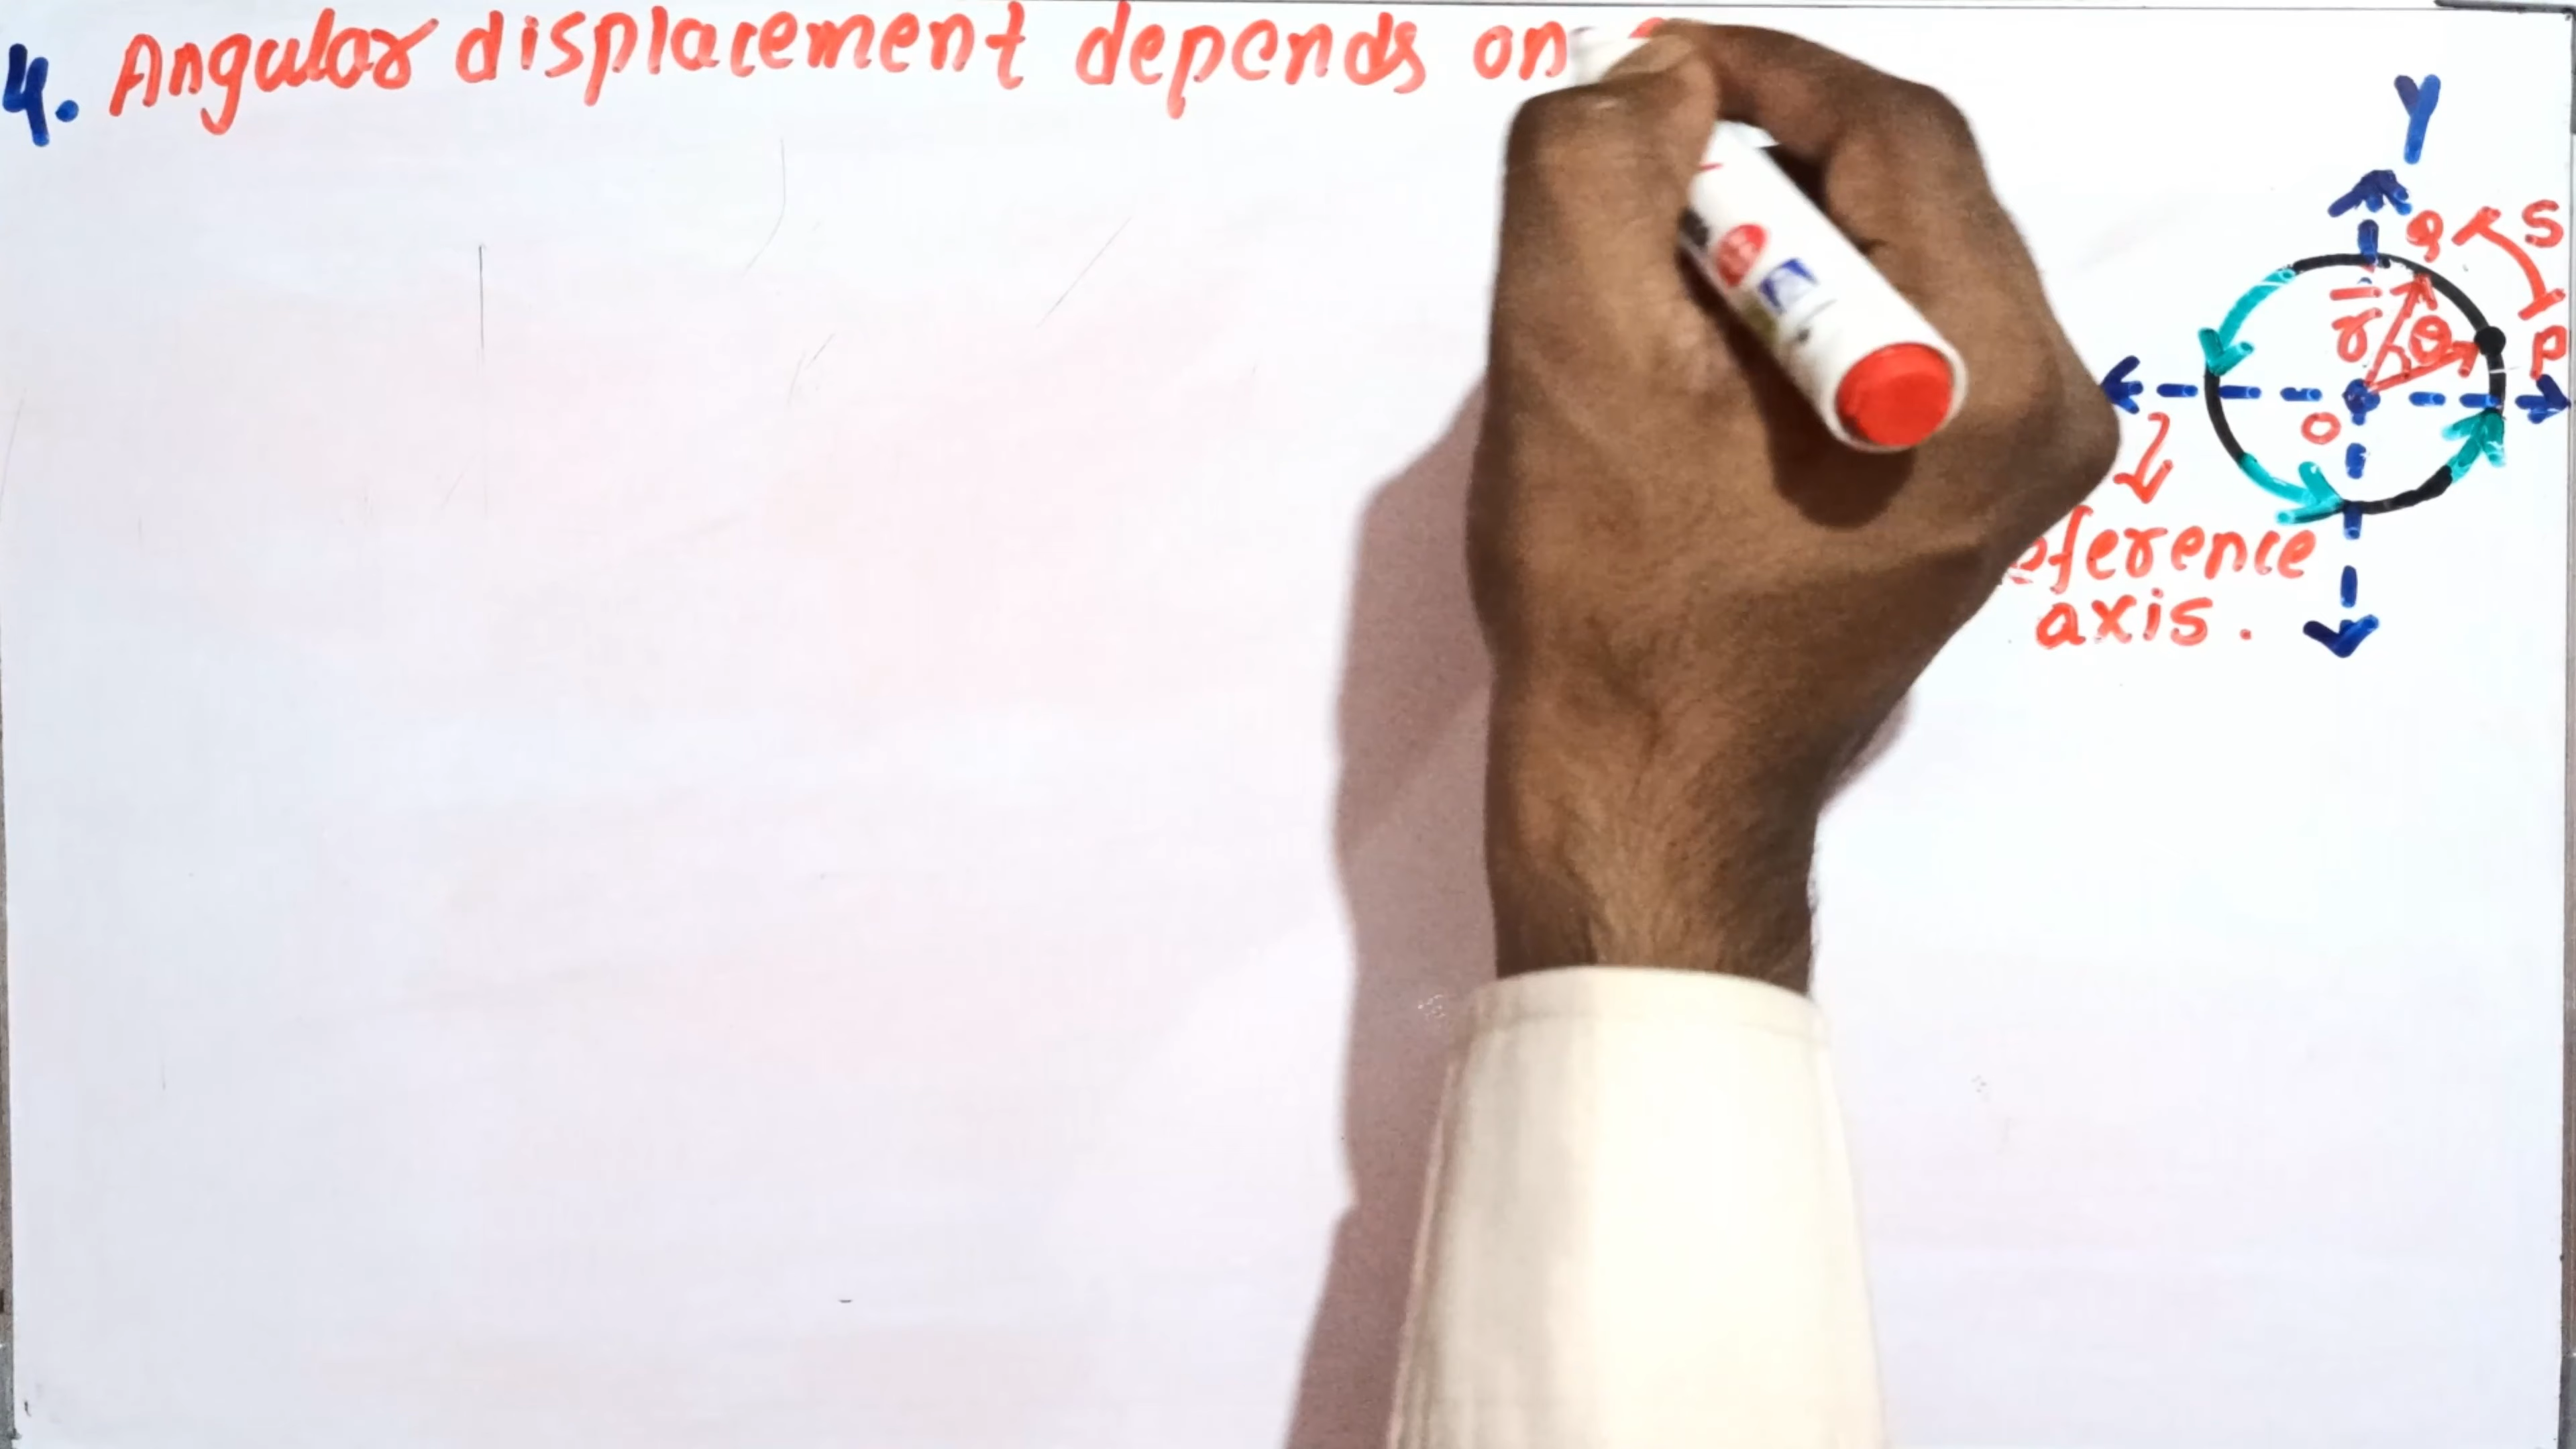 4. Angular displacement depends on
Y
Q S
r θ P
O
eference
axis.